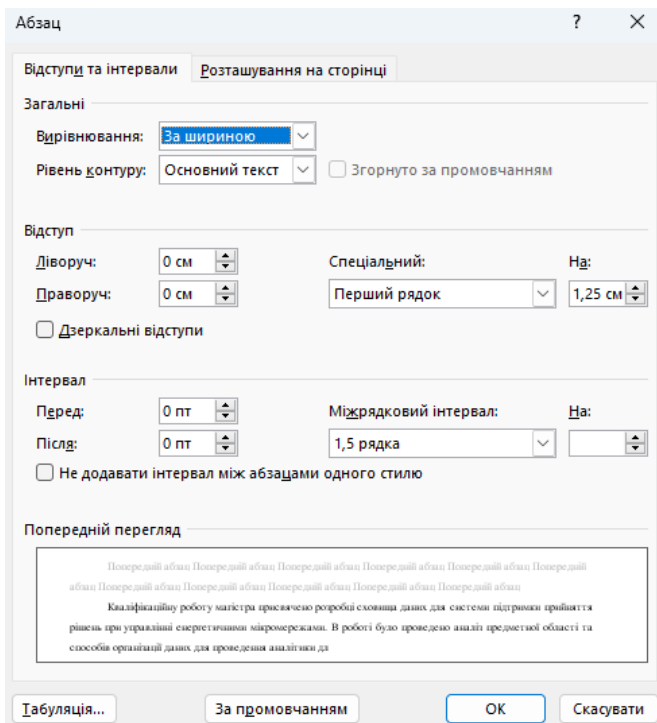 Абзац ? ✕
Відступи та інтервали Розташування на сторінці
Загальні
Вирівнювання: За шириною
Рівень контуру: Основний текст Згорнуто за промовчанням
Відступ
Ліворуч: 0 см Спеціальний: На:
Праворуч: 0 см Перший рядок 1,25 см
Дзеркальні відступи
Інтервал
Перед: 0 пт Міжрядковий інтервал: На:
Після: 0 пт 1,5 рядка
Не додавати інтервал між абзацами одного стилю
Попередній перегляд
Попередній абзац Попередній абзац Попередній абзац Попередній абзац Попередній абзац Попередній
абзац Попередній абзац Попередній абзац Попередній абзац Попередній абзац Попередній абзац
Кваліфікаційну роботу магістра присвячено розробці сховища даних для системи підтримки прийняття
рішень при управлінні енергетичними мікромережами. В роботі було проведено аналіз предметної області та
способів організації даних для проведення аналітики дл
Табуляція... За промовчанням ОК Скасувати